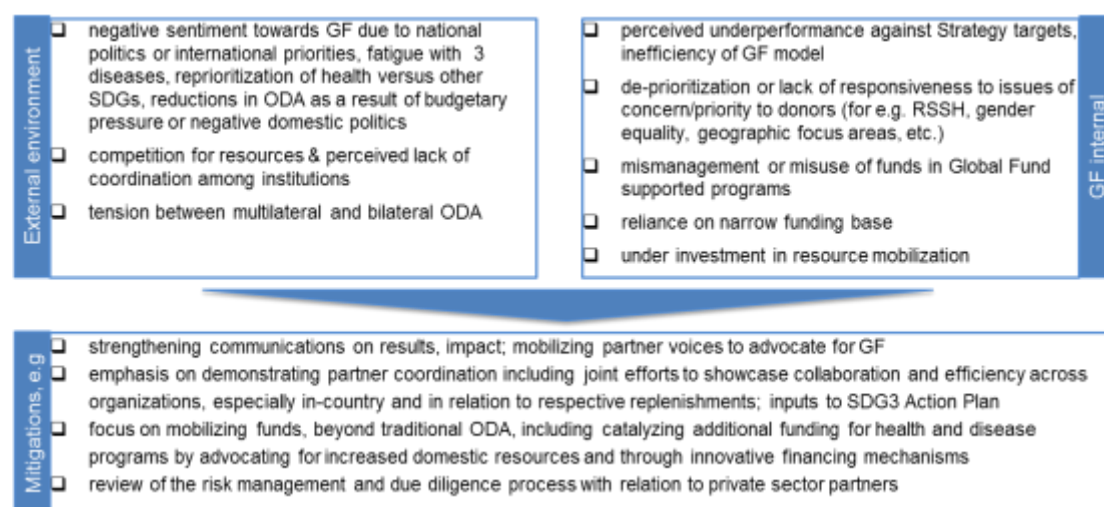 External environment
❑ negative sentiment towards GF due to national
politics or international priorities, fatigue with 3
diseases, reprioritization of health versus other
SDGs, reductions in ODA as a result of budgetary
pressure or negative domestic politics
❑ competition for resources & perceived lack of
coordination among institutions
❑ tension between multilateral and bilateral ODA
❑ perceived underperformance against Strategy targets,
inefficiency of GF model
❑ de-prioritization or lack of responsiveness to issues of
concern/priority to donors (for e.g. RSSH, gender
equality, geographic focus areas, etc.)
❑ mismanagement or misuse of funds in Global Fund
supported programs
❑ reliance on narrow funding base
❑ under investment in resource mobilization
GF internal
Mitigations, e.g
❑ strengthening communications on results, impact; mobilizing partner voices to advocate for GF
❑ emphasis on demonstrating partner coordination including joint efforts to showcase collaboration and efficiency across
organizations, especially in-country and in relation to respective replenishments; inputs to SDG3 Action Plan
❑ focus on mobilizing funds, beyond traditional ODA, including catalyzing additional funding for health and disease
programs by advocating for increased domestic resources and through innovative financing mechanisms
❑ review of the risk management and due diligence process with relation to private sector partners